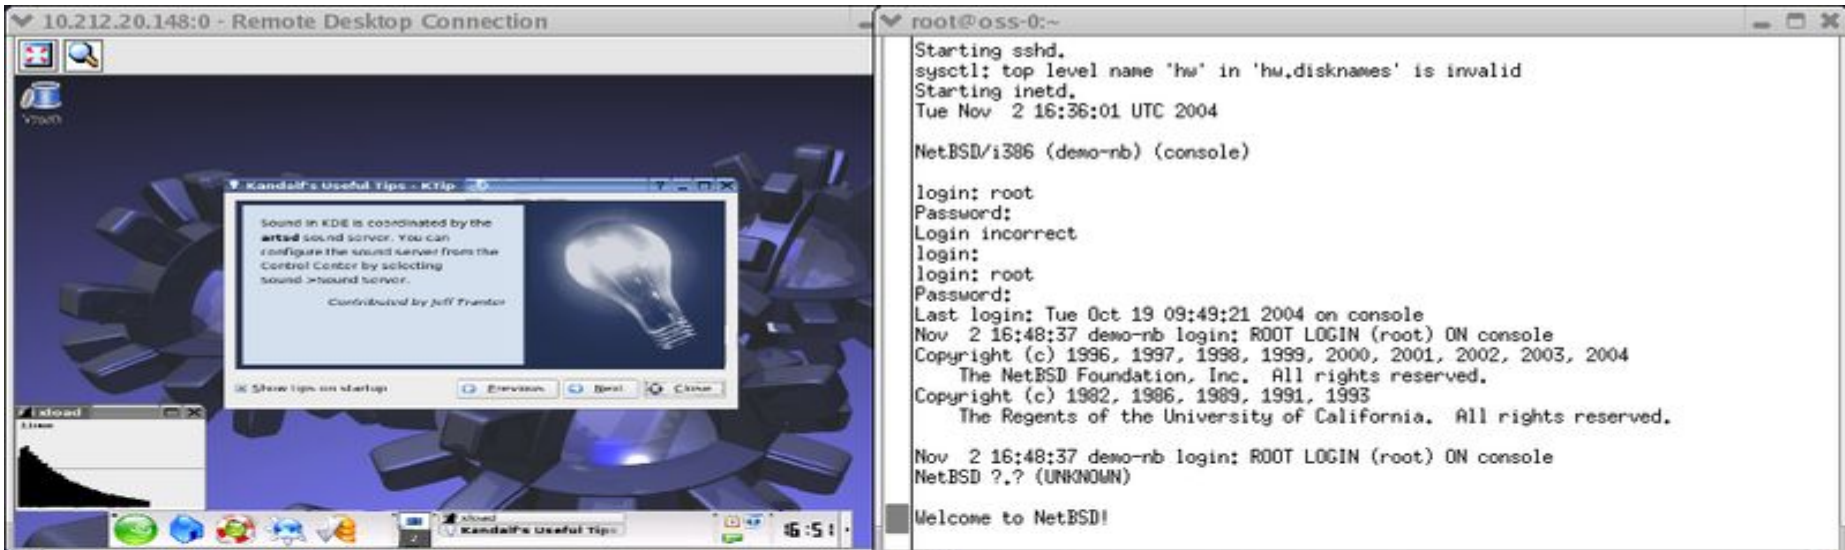 10.212.20.148:0 - Remote Desktop Connection
Kandalf's Useful Tips - KTip
Sound in KDE is coordinated by the
artsd sound server. You can
configure the sound server from the
Control Center by selecting
Sound->Sound Server.
Contributed by Jeff Tranter
Show tips on startup
Previous
Next
Close
xload
xload
Kandalf's Useful Tips
16:51
root@oss-0:~
Starting sshd.
sysctl: top level name 'hw' in 'hw.disknames' is invalid
Starting inetd.
Tue Nov  2 16:36:01 UTC 2004
NetBSD/i386 (demo-nb) (console)
login: root
Password:
Login incorrect
login:
login: root
Password:
Last login: Tue Oct 19 09:49:21 2004 on console
Nov  2 16:48:37 demo-nb login: ROOT LOGIN (root) ON console
Copyright (c) 1996, 1997, 1998, 1999, 2000, 2001, 2002, 2003, 2004
The NetBSD Foundation, Inc.  All rights reserved.
Copyright (c) 1982, 1986, 1989, 1991, 1993
The Regents of the University of California.  All rights reserved.
Nov  2 16:48:37 demo-nb login: ROOT LOGIN (root) ON console
NetBSD ?.? (UNKNOWN)
Welcome to NetBSD!